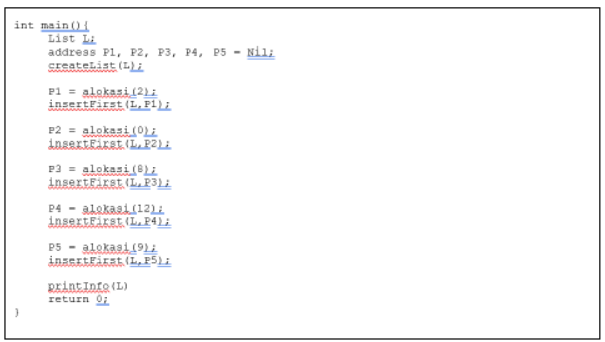 int main(){
List L;
address P1, P2, P3, P4, P5 = Nil;
createList(L);
P1 = alokasi(2);
insertFirst(L,P1);
P2 = alokasi(0);
insertFirst(L,P2);
P3 = alokasi(8);
insertFirst(L,P3);
P4 = alokasi(12);
insertFirst(L,P4);
P5 = alokasi(9);
insertFirst(L,P5);
printInfo(L)
return 0;
}